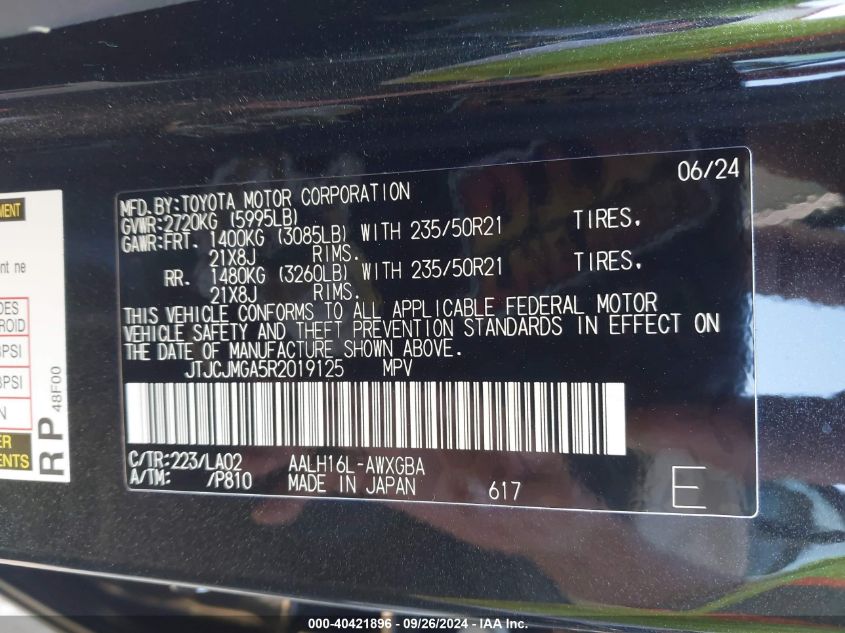 06/24
MFD.BY:TOYOTA MOTOR CORPORATION
GVWR:2720KG (5995LB)
GAWR:FRT. 1400KG (3085LB) WITH 235/50R21 TIRES.
21X8J RIMS.
RR. 1480KG (3260LB) WITH 235/50R21 TIRES.
21X8J RIMS.
THIS VEHICLE CONFORMS TO ALL APPLICABLE FEDERAL MOTOR
VEHICLE SAFETY AND THEFT PREVENTION STANDARDS IN EFFECT ON
THE DATE OF MANUFACTURE SHOWN ABOVE.
JTJCJMGA5R2019125 MPV
C/TR:223/LA02 AALH16L-AWXGBA
A/TM: /P810 MADE IN JAPAN 617 E
RP 48F00
000-40421896 - 09/26/2024 - IAA Inc.